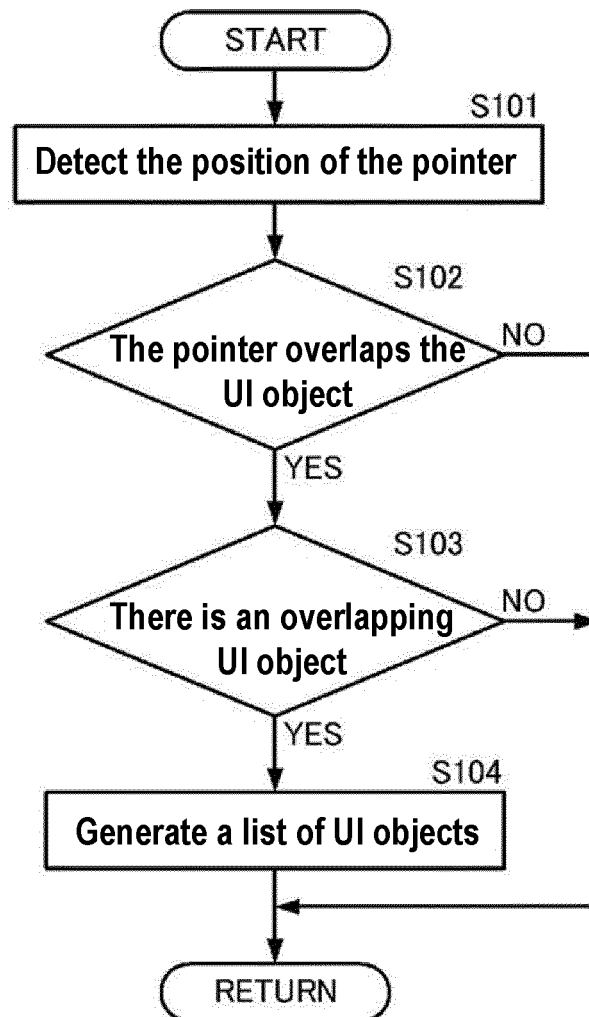 START
S101
Detect the position of the pointer
S102
The pointer overlaps the
UI object
NO
YES
S103
There is an overlapping
UI object
NO
YES
S104
Generate a list of UI objects
RETURN